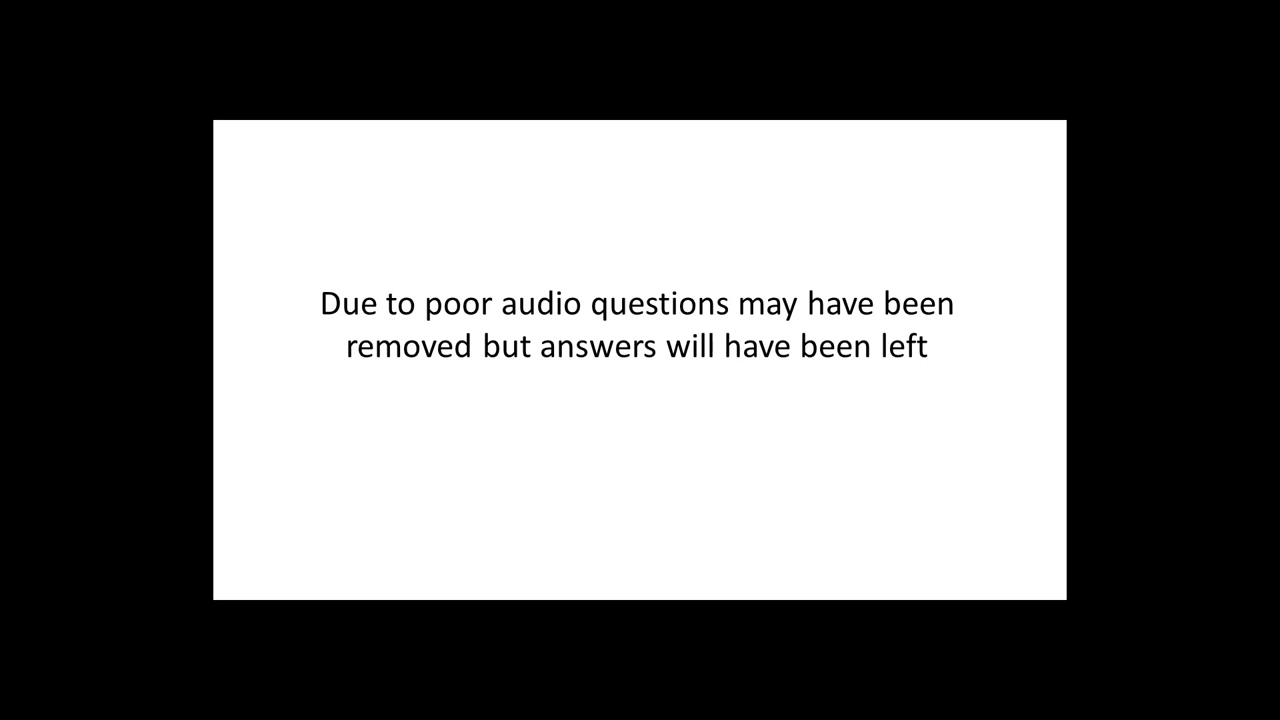 Due to poor audio questions may have been
removed but answers will have been left